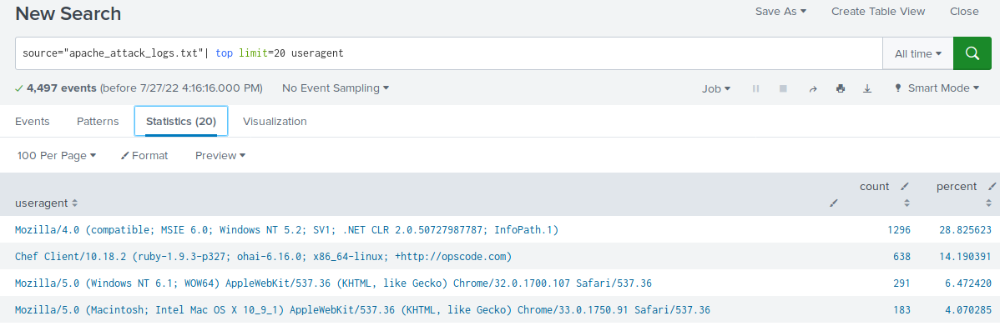 New Search
Save As Create Table View Close
source="apache_attack_logs.txt"| top limit=20 useragent
All time
4,497 events (before 7/27/22 4:16:16.000 PM) No Event Sampling
Job Smart Mode
Events Patterns Statistics (20) Visualization
100 Per Page Format Preview
useragent count percent
Mozilla/4.0 (compatible; MSIE 6.0; Windows NT 5.2; SV1; .NET CLR 2.0.50727987787; InfoPath.1) 1296 28.825623
Chef Client/10.18.2 (ruby-1.9.3-p327; ohai-6.16.0; x86_64-linux; +http://opscode.com) 638 14.190391
Mozilla/5.0 (Windows NT 6.1; WOW64) AppleWebKit/537.36 (KHTML, like Gecko) Chrome/32.0.1700.107 Safari/537.36 291 6.472420
Mozilla/5.0 (Macintosh; Intel Mac OS X 10_9_1) AppleWebKit/537.36 (KHTML, like Gecko) Chrome/33.0.1750.91 Safari/537.36 183 4.070285